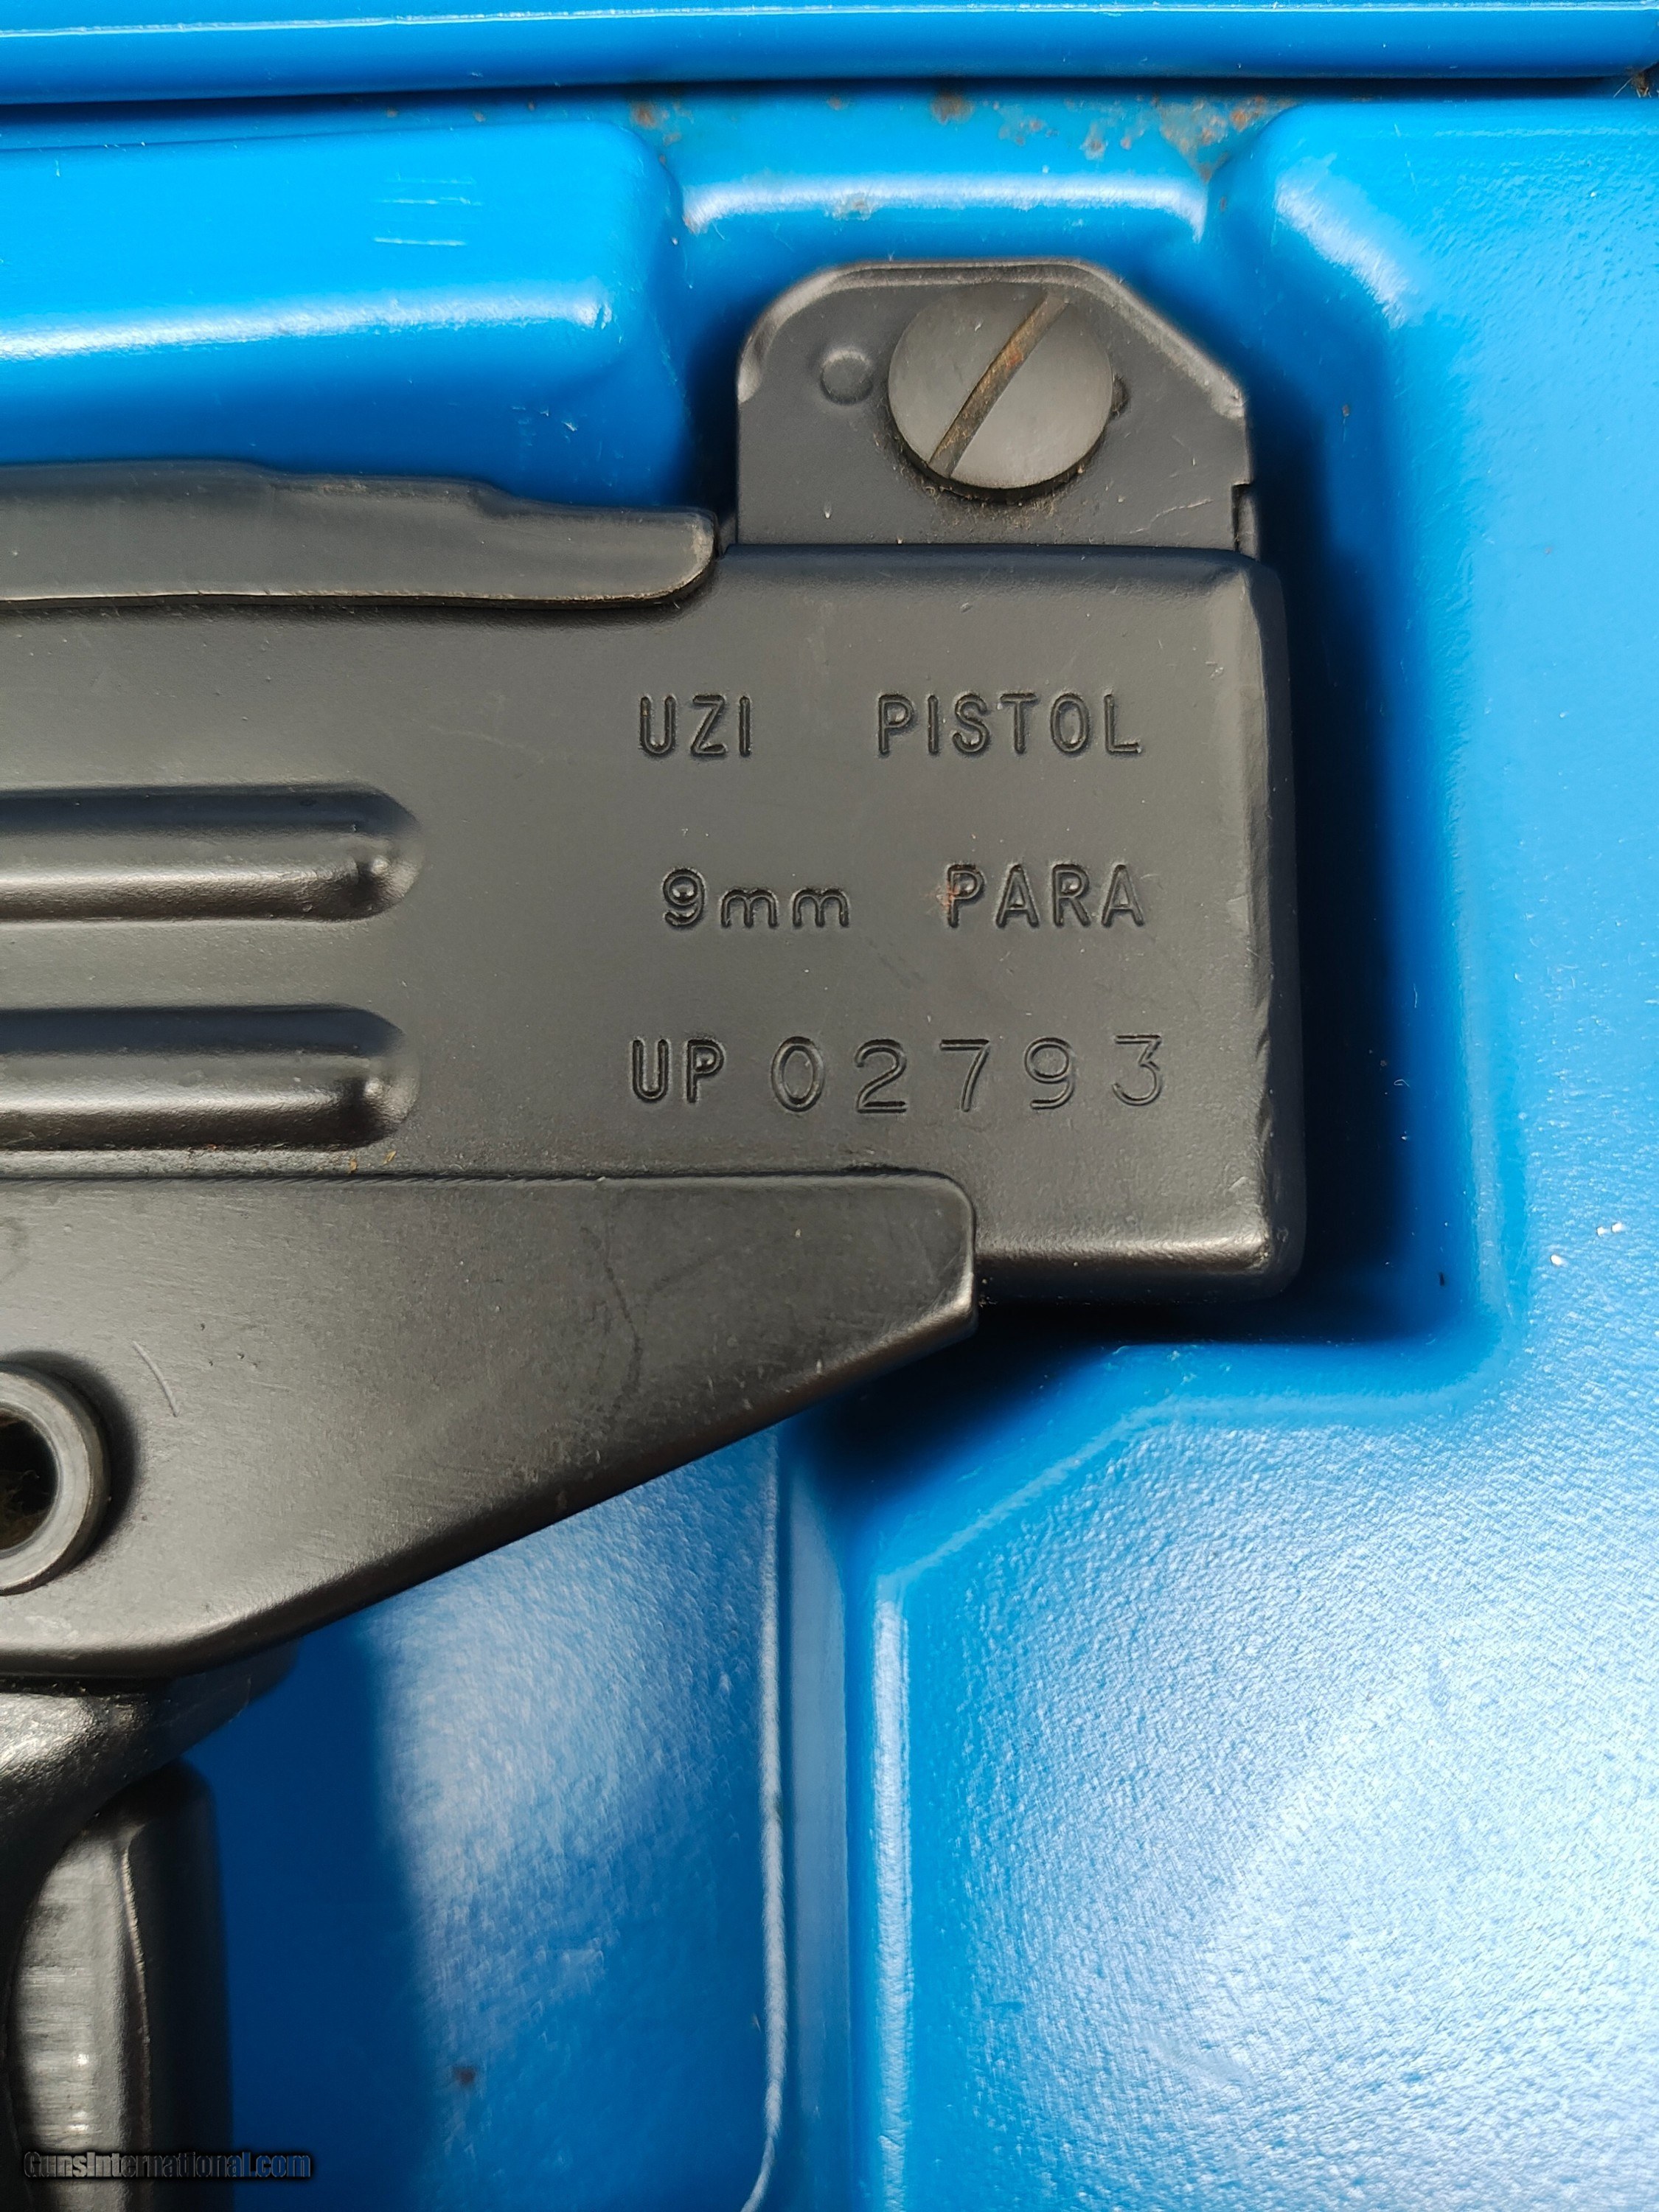 UZI PISTOL
9mm PARA
UP 02793
GunsInternational.com